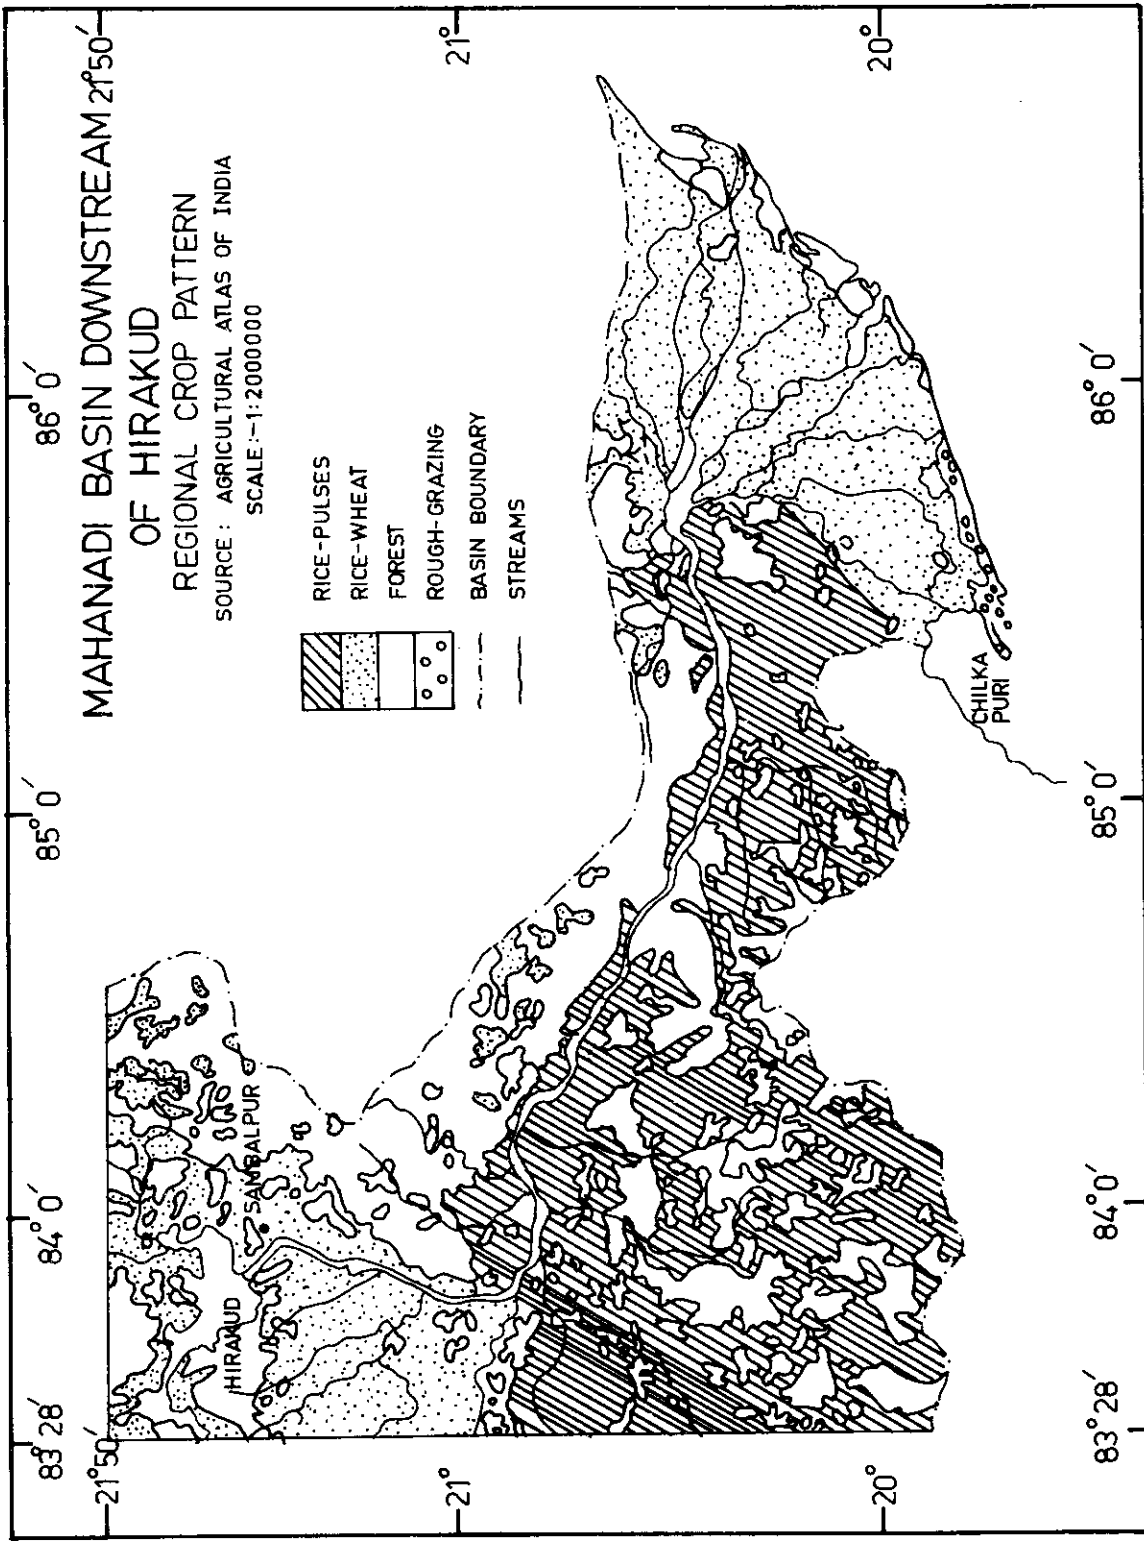 MAHANADI BASIN DOWNSTREAM
OF HIRAKUD
REGIONAL CROP PATTERN
SOURCE: AGRICULTURAL ATLAS OF INDIA
SCALE:-1:2000000
RICE-PULSES
RICE-WHEAT
FOREST
ROUGH-GRAZING
BASIN BOUNDARY
STREAMS
83°28′
84°0′
85°0′
86°0′
21°50′
21°50′
21°
21°
20°
20°
HIRAKUD
SAMBALPUR
CHILKA
PURI
83°28′
84°0′
85°0′
86°0′